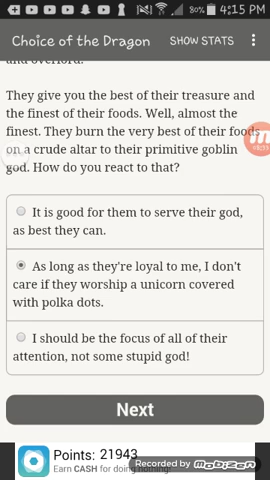 80% 4:15 PM
Choice of the Dragon SHOW STATS
and overlord.
They give you the best of their treasure and
the finest of their foods. Well, almost the
finest. They burn the very best of their foods
on a crude altar to their primitive goblin
god. How do you react to that?
It is good for them to serve their god,
as best they can.
As long as they're loyal to me, I don't
care if they worship a unicorn covered
with polka dots.
I should be the focus of all of their
attention, not some stupid god!
Next
Points: 21943
Earn CASH for doing nothing!
Recorded by MOBIZEN